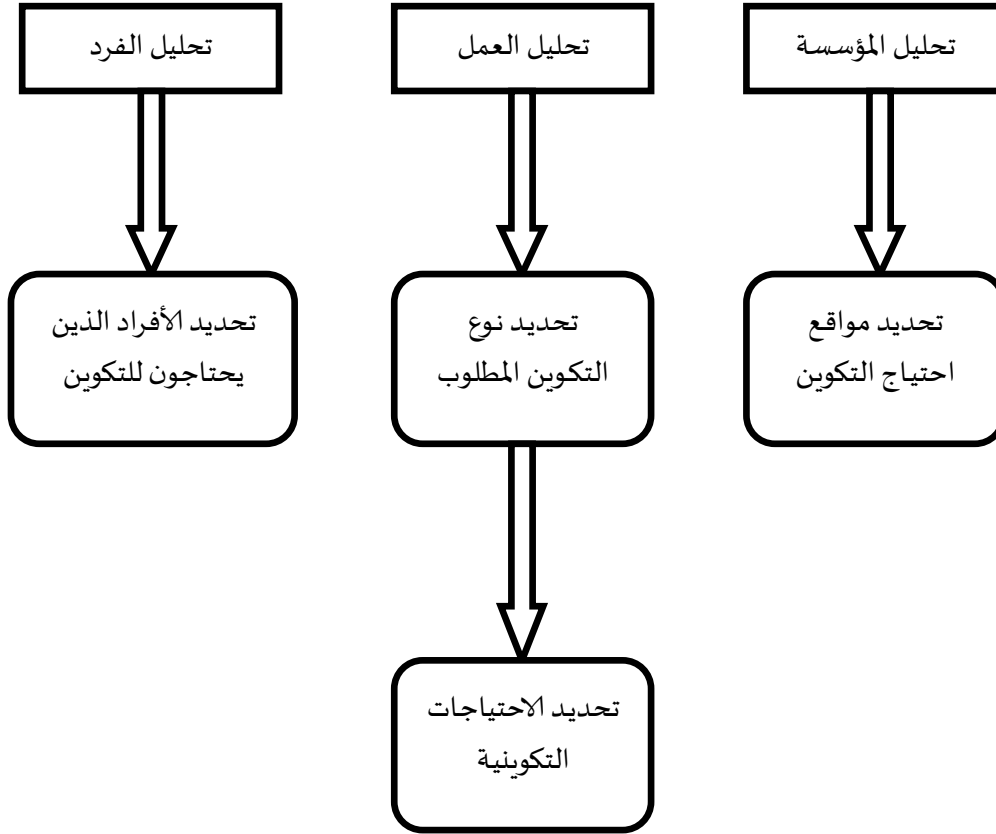 تحليل المؤسسة
تحليل العمل
تحليل الفرد
تحديد مواقع
احتياج التكوين
تحديد نوع
التكوين المطلوب
تحديد الأفراد الذين
يحتاجون للتكوين
تحديد الاحتياجات
التكوينية